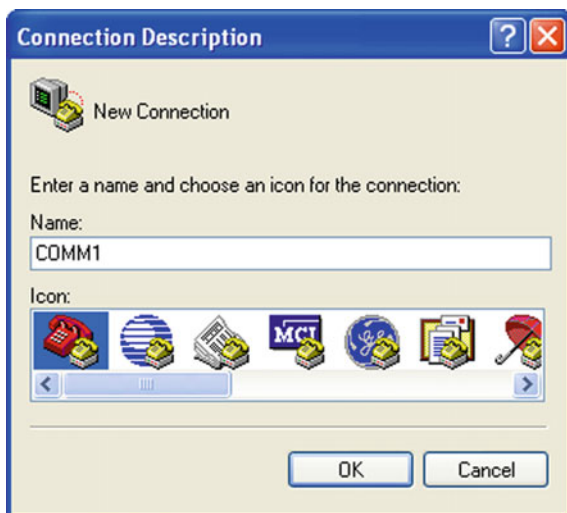 Connection Description
New Connection
Enter a name and choose an icon for the connection:
Name:
COMM1
Icon:
MCI
OK
Cancel